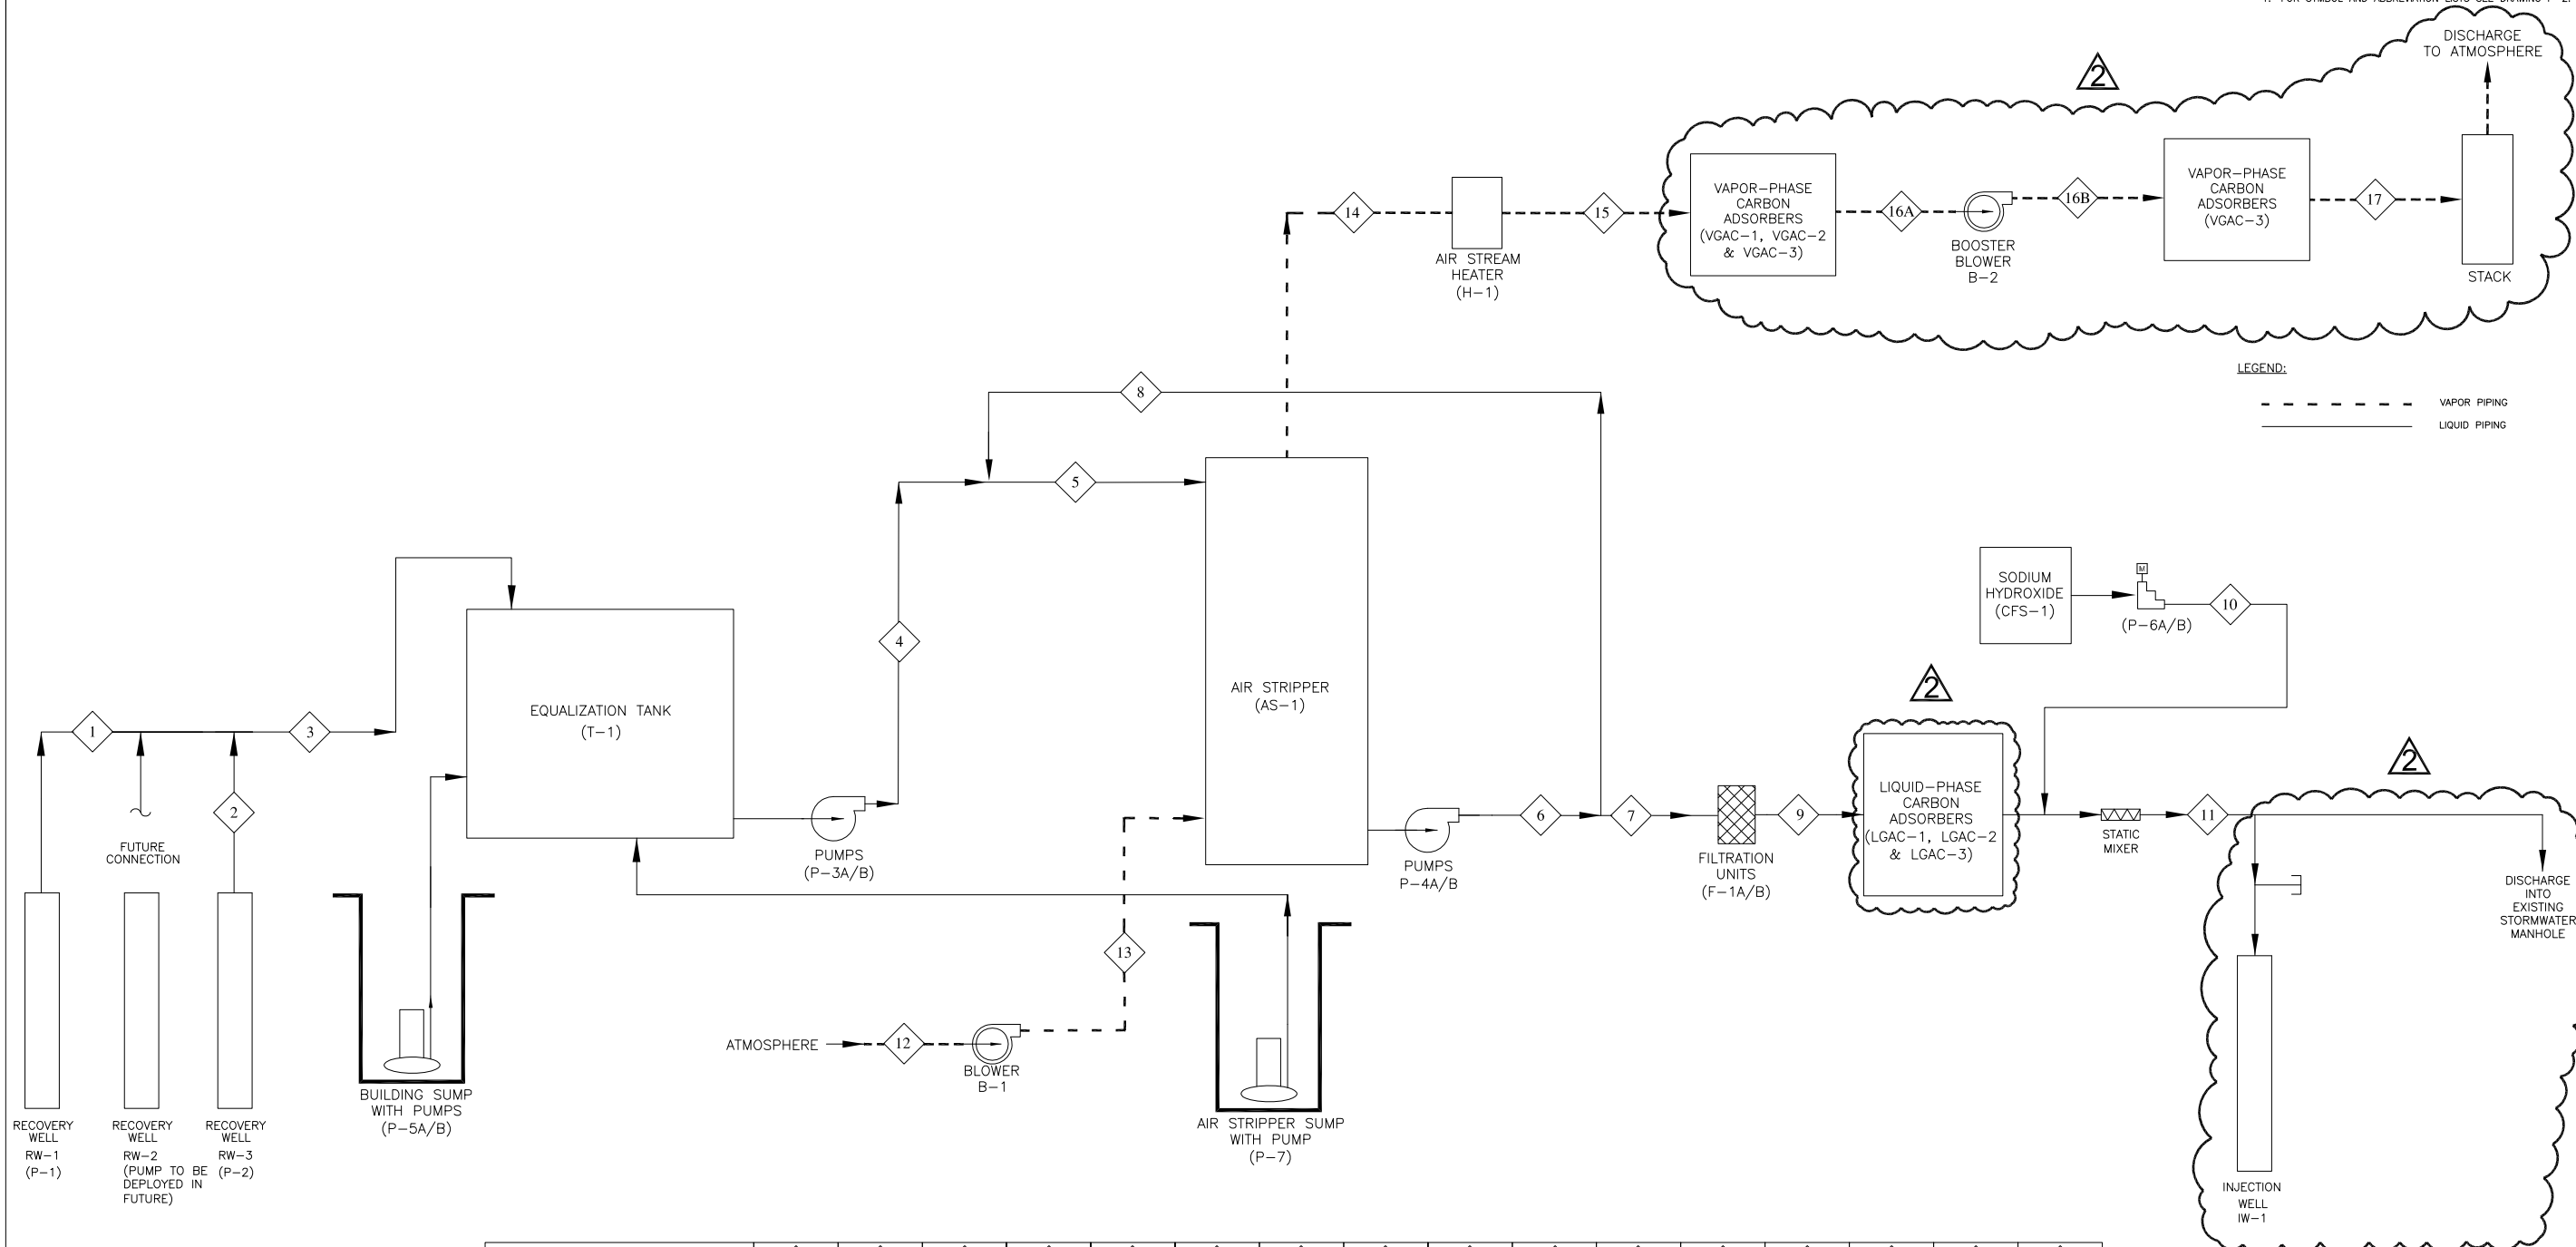 DISCHARGE
TO ATMOSPHERE
2
VAPOR-PHASE
CARBON
ADSORBERS
(VGAC-1, VGAC-2
& VGAC-3)
VAPOR-PHASE
CARBON
ADSORBERS
(VGAC-3)
14
15
16A
16B
17
AIR STREAM
HEATER
(H-1)
BOOSTER
BLOWER
B-2
STACK
LEGEND:
VAPOR PIPING
LIQUID PIPING
8
5
4
SODIUM
HYDROXIDE
(CFS-1)
M
(P-6A/B)
10
EQUALIZATION TANK
(T-1)
AIR STRIPPER
(AS-1)
2
2
1
3
2
FUTURE
CONNECTION
PUMPS
(P-3A/B)
PUMPS
P-4A/B
6
7
FILTRATION
UNITS
(F-1A/B)
9
LIQUID-PHASE
CARBON
ADSORBERS
(LGAC-1, LGAC-2
& LGAC-3)
STATIC
MIXER
11
DISCHARGE
INTO
EXISTING
STORMWATER
MANHOLE
13
ATMOSPHERE
12
BLOWER
B-1
BUILDING SUMP
WITH PUMPS
(P-5A/B)
AIR STRIPPER SUMP
WITH PUMP
(P-7)
RECOVERY
WELL
RW-1
(P-1)
RECOVERY
WELL
RW-2
(PUMP TO BE
DEPLOYED IN
FUTURE)
RECOVERY
WELL
RW-3
(P-2)
INJECTION
WELL
IW-1